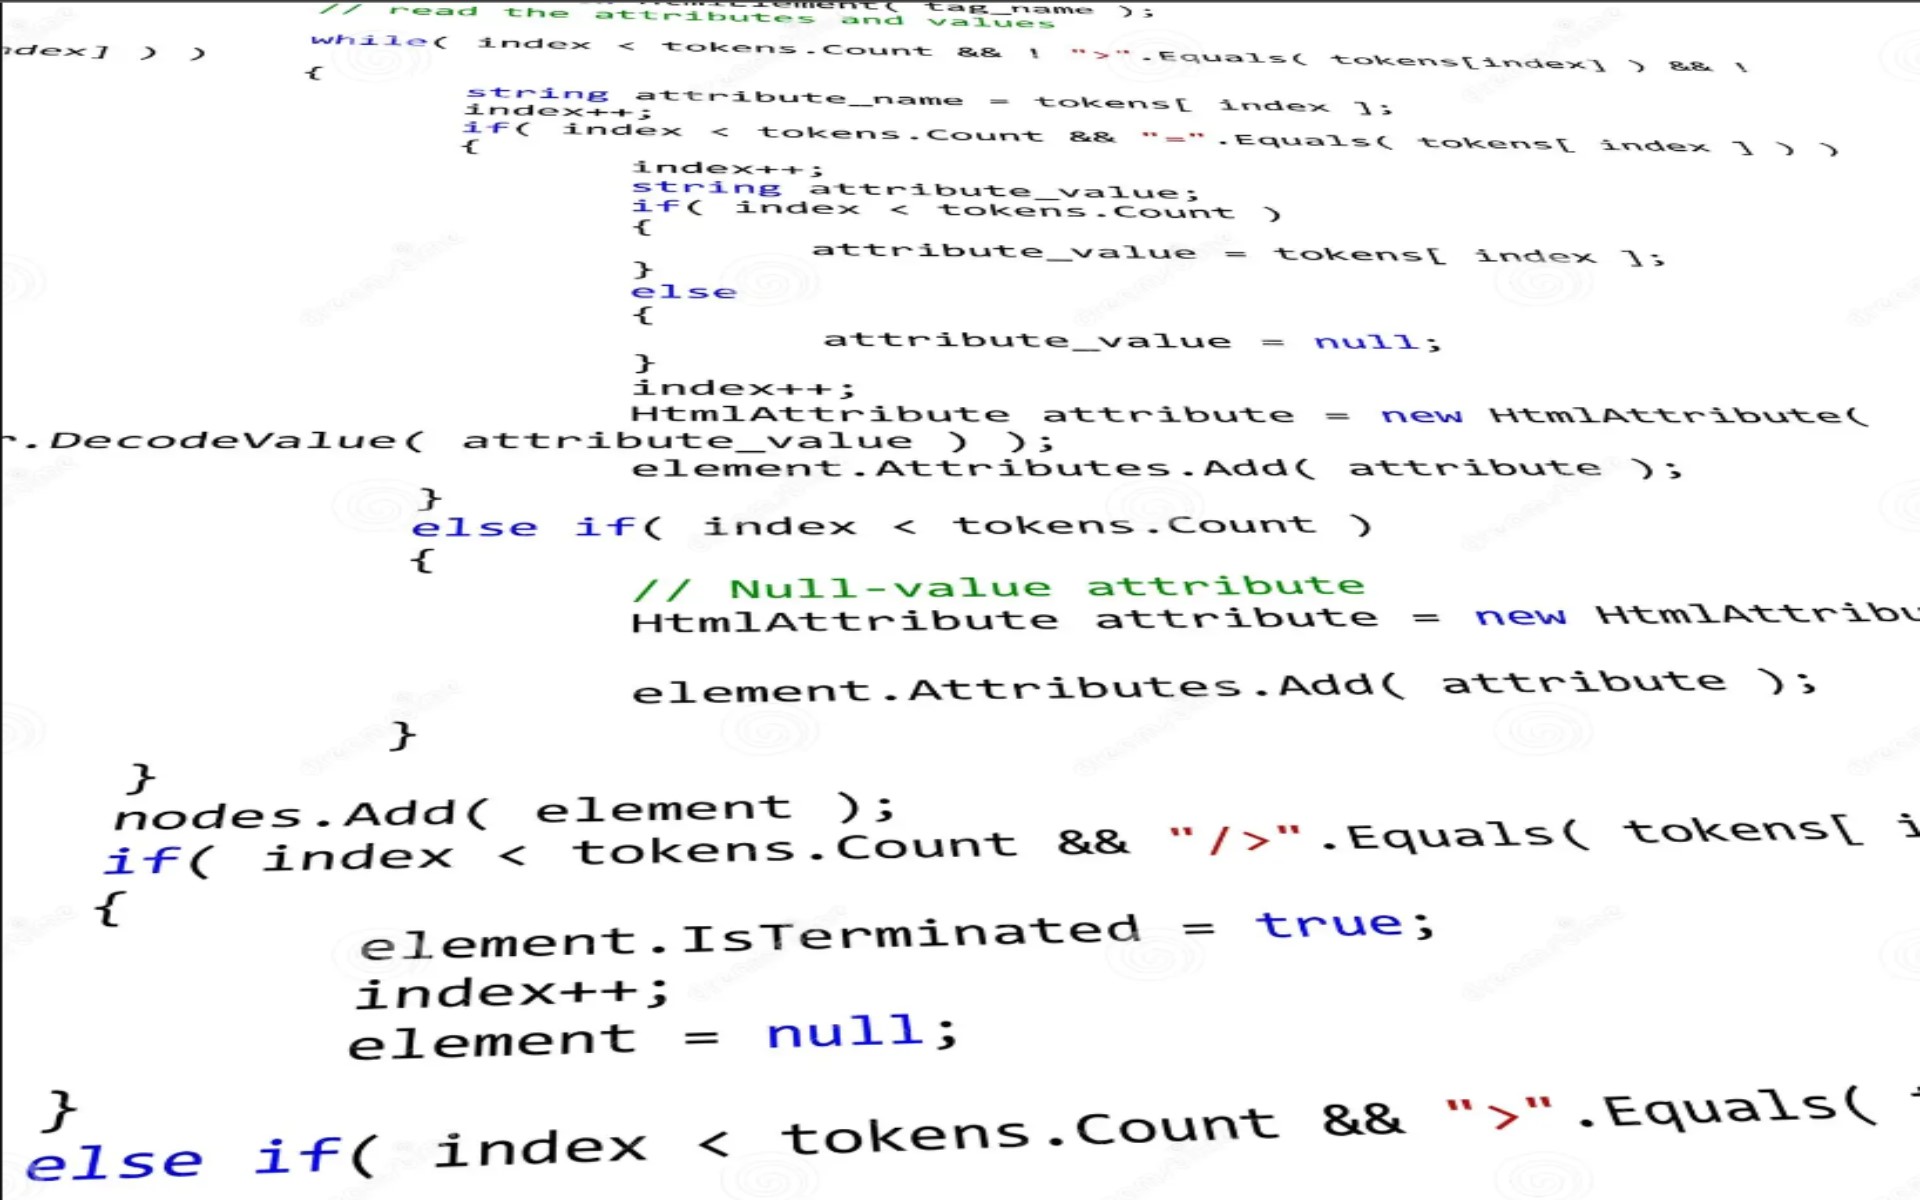 tag_name );
// read the attributes and values
while( index < tokens.Count && ! ">".Equals( tokens[index] ) && !
ndex] ) )
{
string attribute_name = tokens[ index ];
index++;
if( index < tokens.Count && "=".Equals( tokens[ index ] ) )
{
index++;
string attribute_value;
if( index < tokens.Count )
{
attribute_value = tokens[ index ];
}
else
{
attribute_value = null;
}
index++;
HtmlAttribute attribute = new HtmlAttribute(
r.DecodeValue( attribute_value ) );
element.Attributes.Add( attribute );
}
else if( index < tokens.Count )
{
// Null-value attribute
HtmlAttribute attribute = new HtmlAttribu
element.Attributes.Add( attribute );
}
}
nodes.Add( element );
if( index < tokens.Count && "/>".Equals( tokens[ i
{
element.IsTerminated = true;
index++;
element = null;
}
else if( index < tokens.Count && ">".Equals(